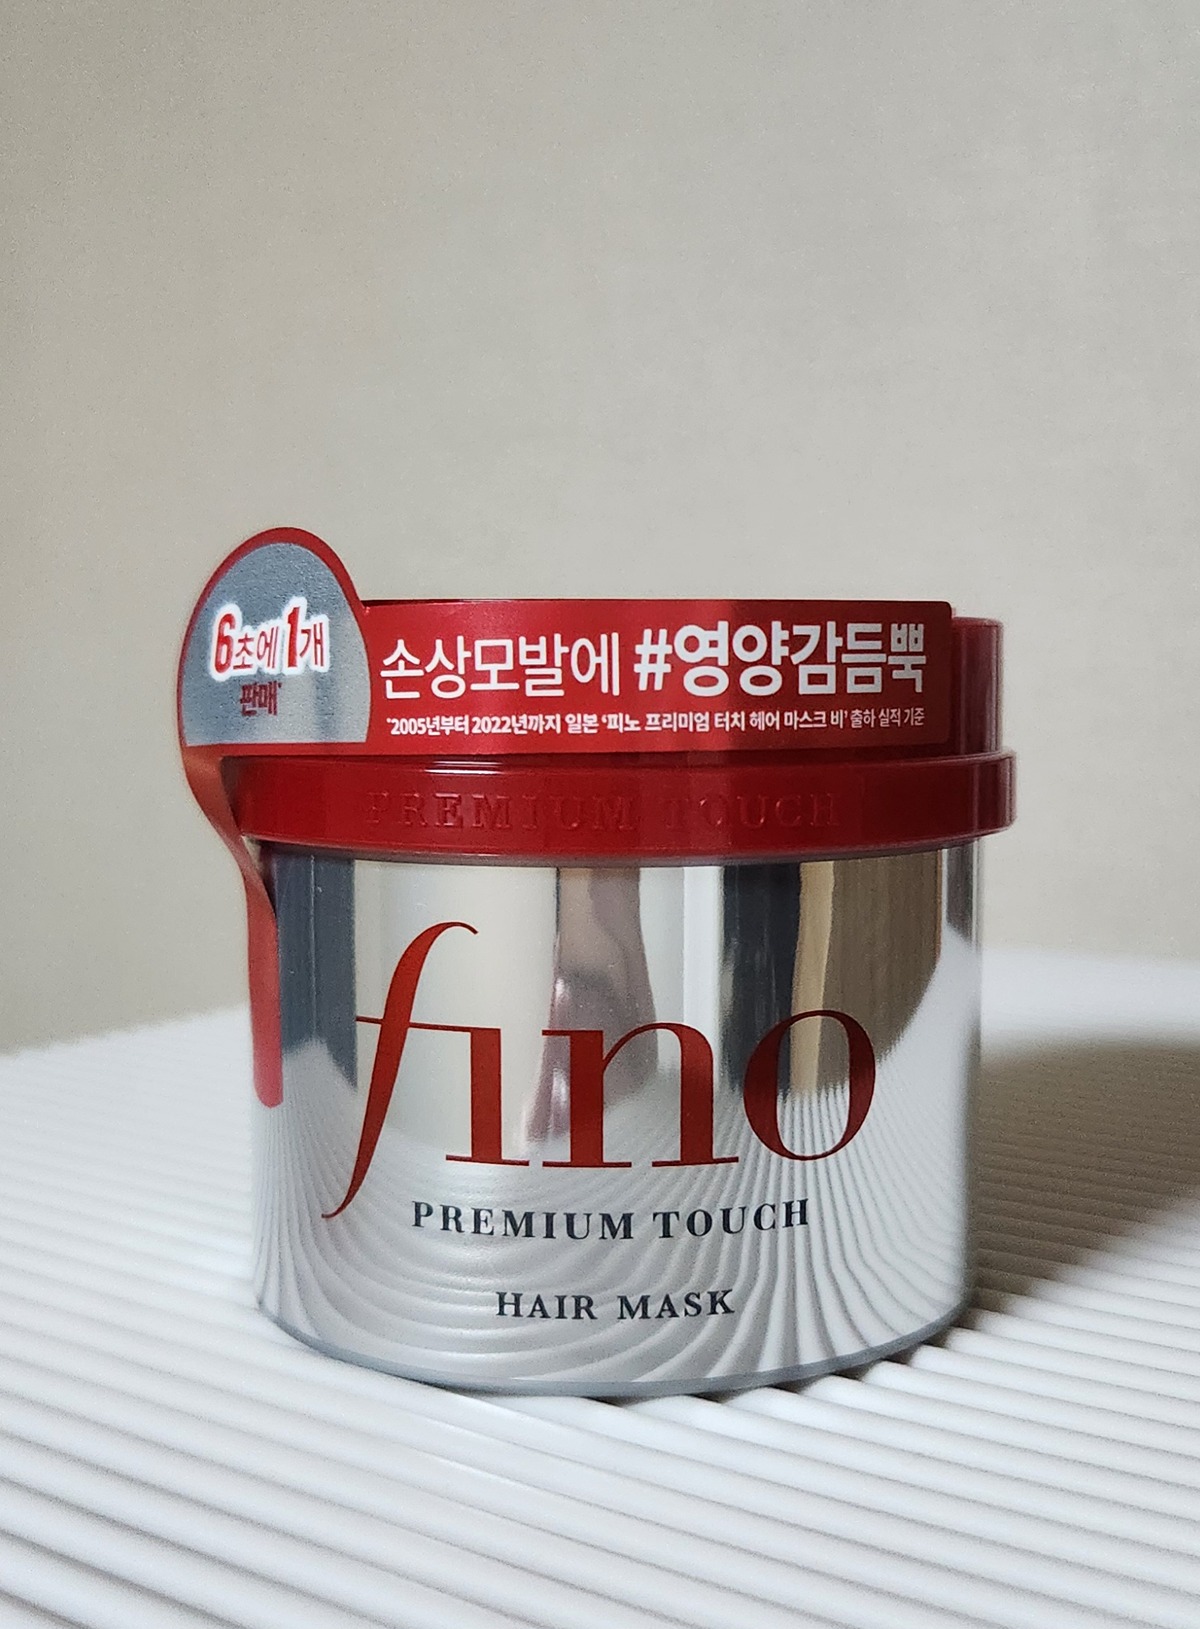 6초에 1개
판매*
손상모발에 #영양감듬뿍
*2005년부터 2022년까지 일본 ‘피노 프리미엄 터치 헤어 마스크 비’ 출하 실적 기준
PREMIUM TOUCH
fino
PREMIUM TOUCH
HAIR MASK